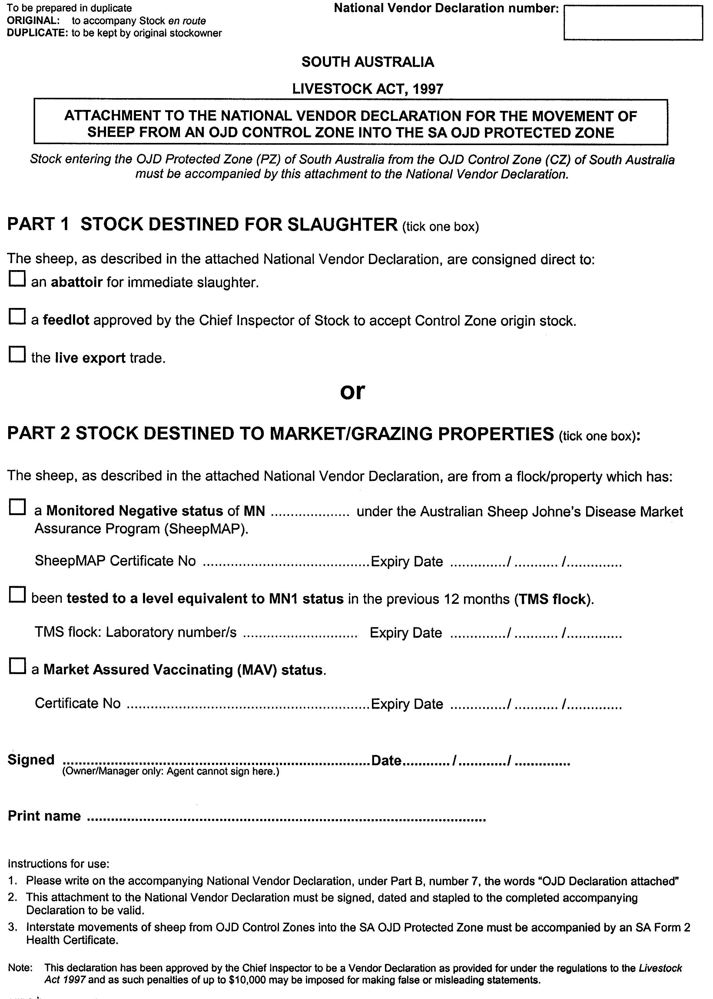 To be prepared in duplicate
ORIGINAL: to accompany Stock en route
DUPLICATE: to be kept by original stockowner
National Vendor Declaration number:
SOUTH AUSTRALIA
LIVESTOCK ACT, 1997
ATTACHMENT TO THE NATIONAL VENDOR DECLARATION FOR THE MOVEMENT OF
SHEEP FROM AN OJD CONTROL ZONE INTO THE SA OJD PROTECTED ZONE
Stock entering the OJD Protected Zone (PZ) of South Australia from the OJD Control Zone (CZ) of South Australia
must be accompanied by this attachment to the National Vendor Declaration.
PART 1 STOCK DESTINED FOR SLAUGHTER (tick one box)
The sheep, as described in the attached National Vendor Declaration, are consigned direct to:
an abattoir for immediate slaughter.
a feedlot approved by the Chief Inspector of Stock to accept Control Zone origin stock.
the live export trade.
or
PART 2 STOCK DESTINED TO MARKET/GRAZING PROPERTIES (tick one box):
The sheep, as described in the attached National Vendor Declaration, are from a flock/property which has:
a Monitored Negative status of MN .................... under the Australian Sheep Johne's Disease Market
Assurance Program (SheepMAP).
SheepMAP Certificate No ..........................................Expiry Date ............../ ........... /..............
been tested to a level equivalent to MN1 status in the previous 12 months (TMS flock).
TMS flock: Laboratory number/s ............................. Expiry Date ............../ ........... /..............
a Market Assured Vaccinating (MAV) status.
Certificate No .............................................................Expiry Date ............../ ........... /..............
Signed .............................................................................Date............ / ............/ ..............
(Owner/Manager only: Agent cannot sign here.)
Print name ....................................................................................................
Instructions for use:
1. Please write on the accompanying National Vendor Declaration, under Part B, number 7, the words “OJD Declaration attached”
2. This attachment to the National Vendor Declaration must be signed, dated and stapled to the completed accompanying
Declaration to be valid.
3. Interstate movements of sheep from OJD Control Zones into the SA OJD Protected Zone must be accompanied by an SA Form 2
Health Certificate.
Note: This declaration has been approved by the Chief Inspector to be a Vendor Declaration as provided for under the regulations to the Livestock
Act 1997 and as such penalties of up to $10,000 may be imposed for making false or misleading statements.